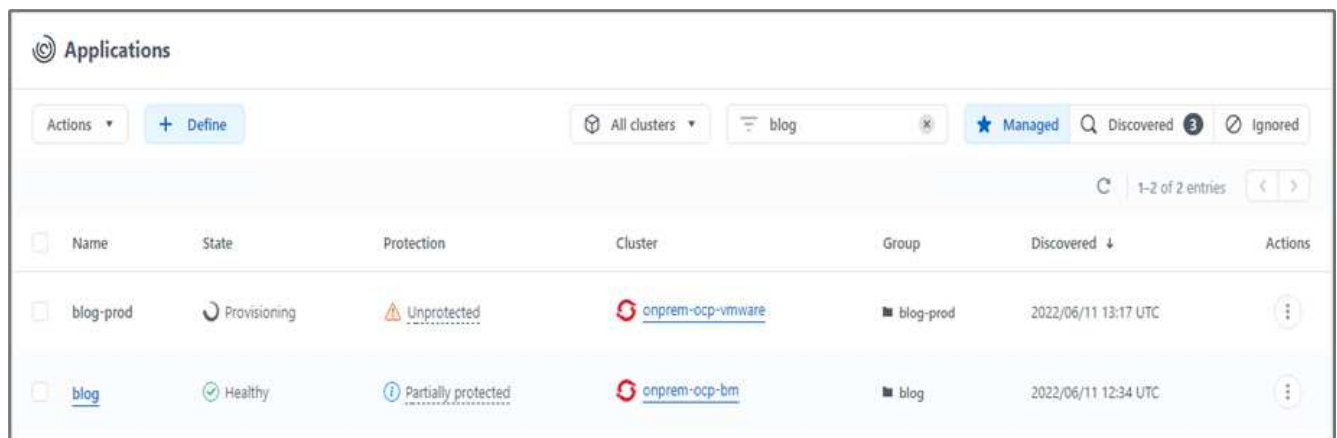 Applications
Actions + Define All clusters blog Managed Discovered 3 Ignored
1-2 of 2 entries
Name State Protection Cluster Group Discovered Actions
blog-prod Provisioning Unprotected onprem-ocp-vmware blog-prod 2022/06/11 13:17 UTC
blog Healthy Partially protected onprem-ocp-bm blog 2022/06/11 12:34 UTC